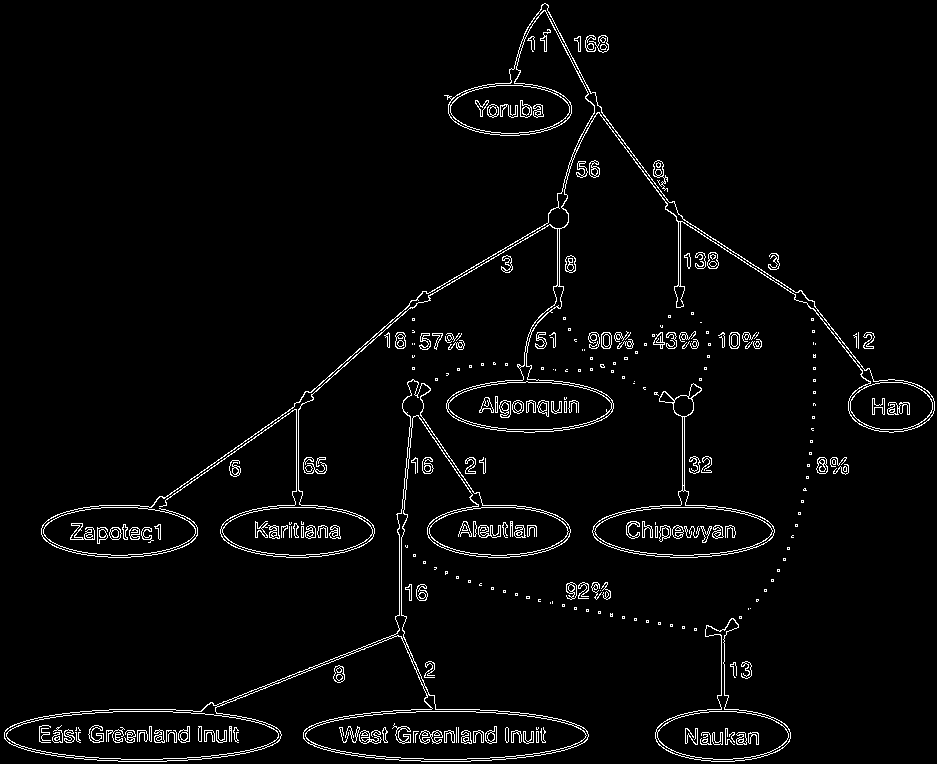 11
168
Yoruba
56
8
3
8
138
3
18
57%
51
90%
43%
10%
12
Algonquin
Han
6
65
16
21
32
8%
Zapotec1
Karitiana
Aleutian
Chipewyan
16
92%
8
2
13
East Greenland Inuit
West Greenland Inuit
Naukan